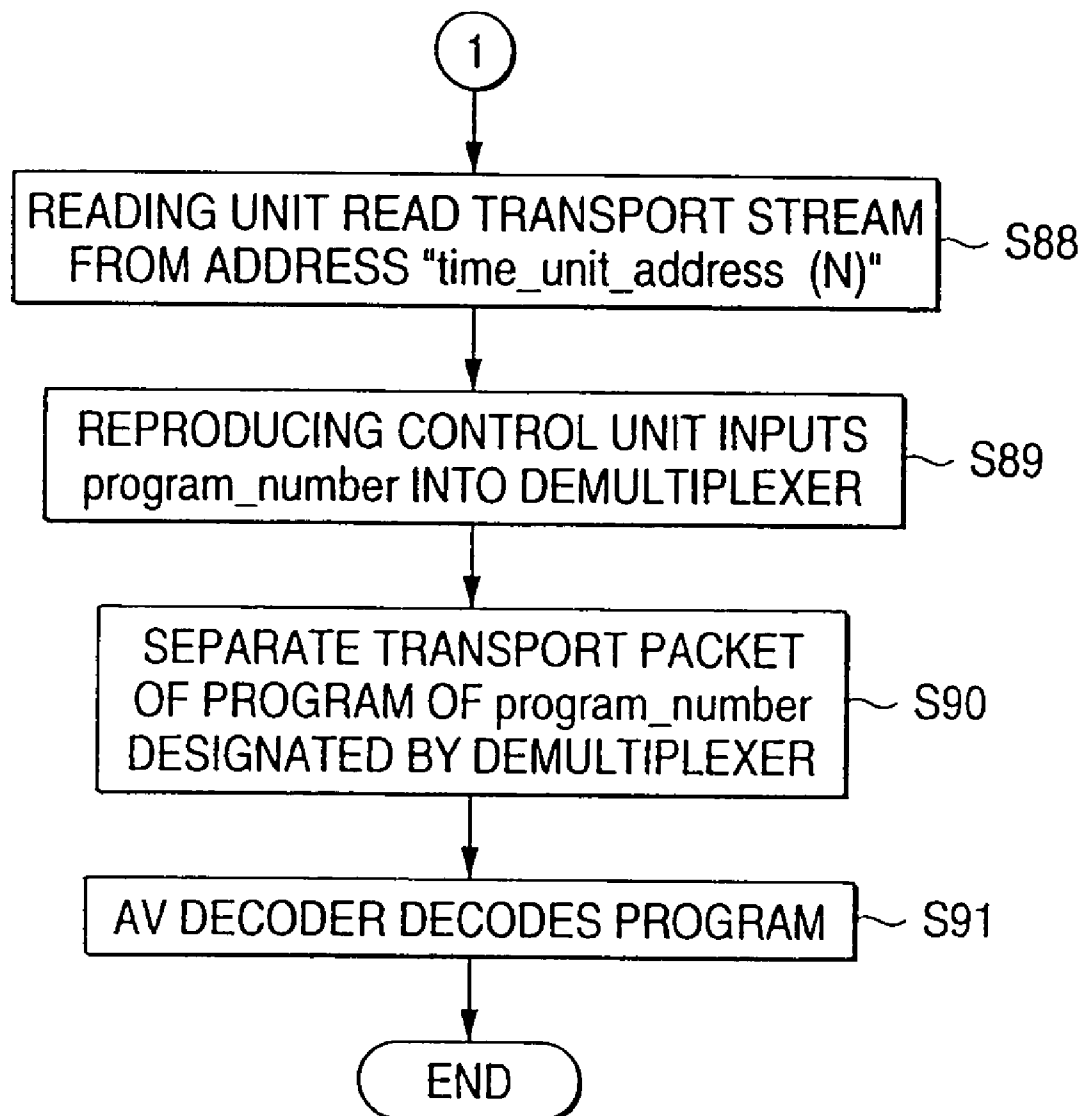 1
READING UNIT READ TRANSPORT STREAM
FROM ADDRESS "time_unit_address (N)"
S88
REPRODUCING CONTROL UNIT INPUTS
program_number INTO DEMULTIPLEXER
S89
SEPARATE TRANSPORT PACKET
OF PROGRAM OF program_number
DESIGNATED BY DEMULTIPLEXER
S90
AV DECODER DECODES PROGRAM
S91
END